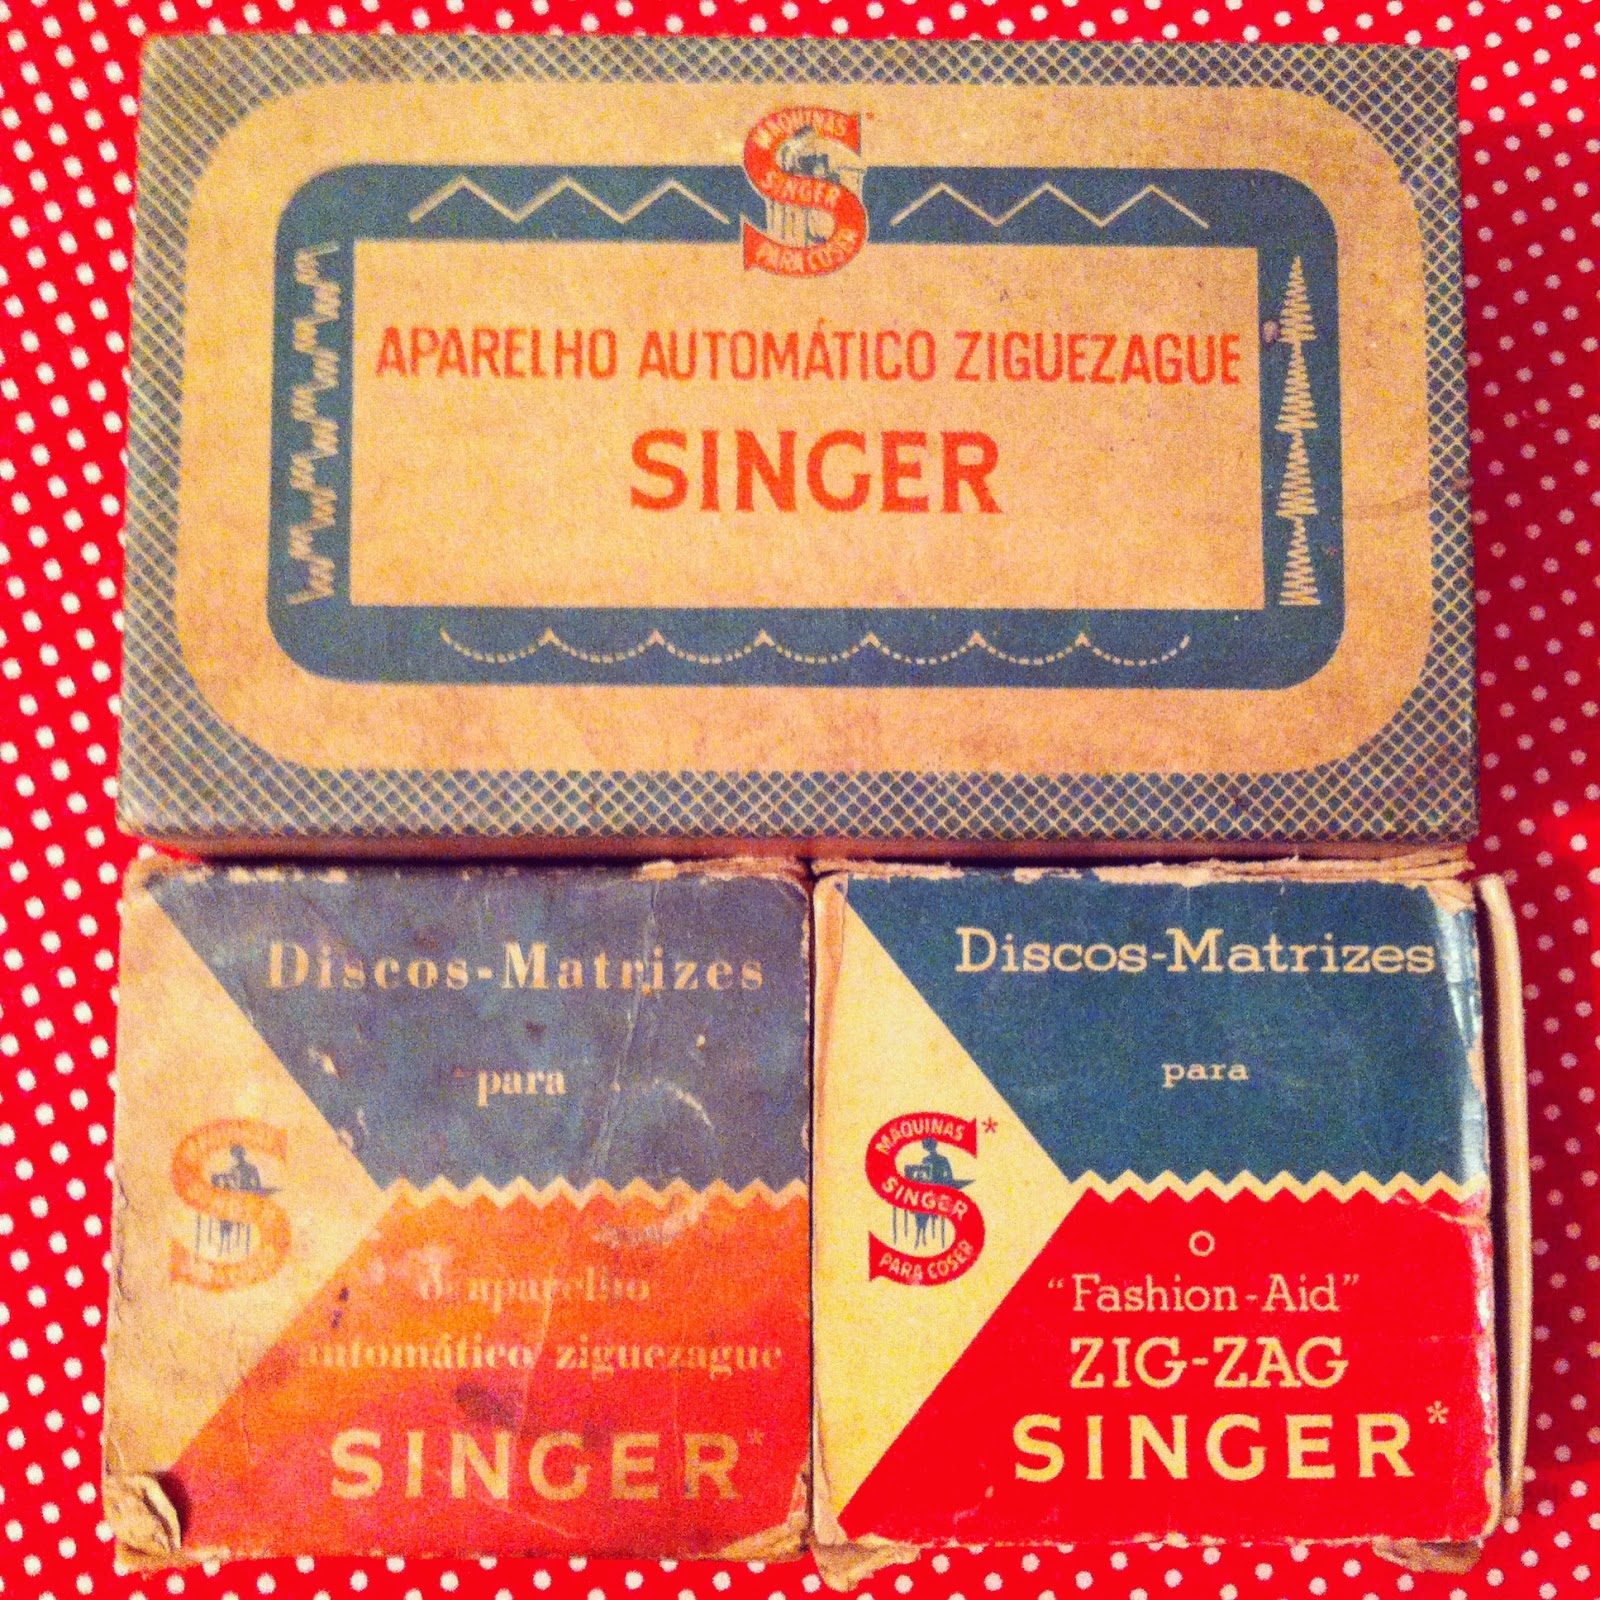 MAQUINAS
SINGER
PARA COSER
APARELHO AUTOMÁTICO ZIGUEZAGUE
SINGER
Discos-Matrizes
para
SINGER
o aparelho
automático ziguezague
SINGER*
Discos-Matrizes
para
MAQUINAS *
SINGER
PARA COSER
O
"Fashion-Aid"
ZIG-ZAG
SINGER*